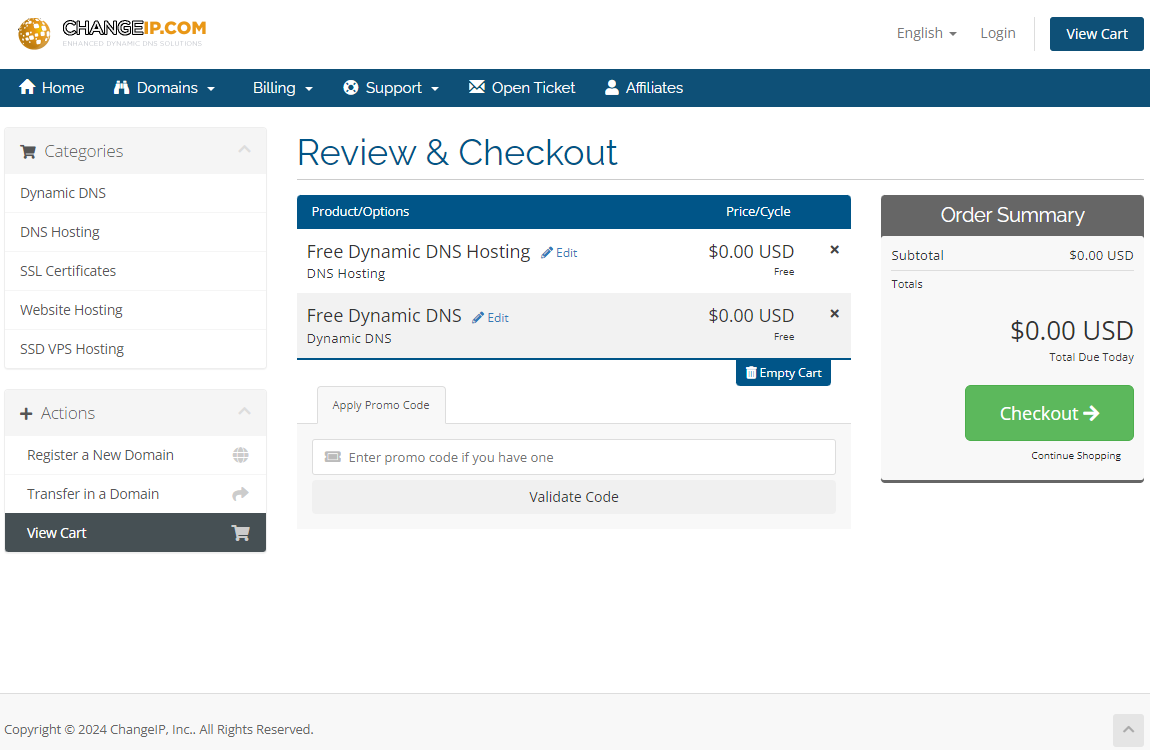 CHANGEIP.COM
ENHANCED DYNAMIC DNS SOLUTIONS
English
Login
View Cart
Home
Domains
Billing
Support
Open Ticket
Affiliates
Categories
Dynamic DNS
DNS Hosting
SSL Certificates
Website Hosting
SSD VPS Hosting
Actions
Register a New Domain
Transfer in a Domain
View Cart
Review & Checkout
Product/Options Price/Cycle
Free Dynamic DNS Hosting Edit $0.00 USD
DNS Hosting Free
Free Dynamic DNS Edit $0.00 USD
Dynamic DNS Free
Empty Cart
Apply Promo Code
Enter promo code if you have one
Validate Code
Order Summary
Subtotal $0.00 USD
Totals
$0.00 USD
Total Due Today
Checkout
Continue Shopping
Copyright © 2024 ChangeIP, Inc.. All Rights Reserved.